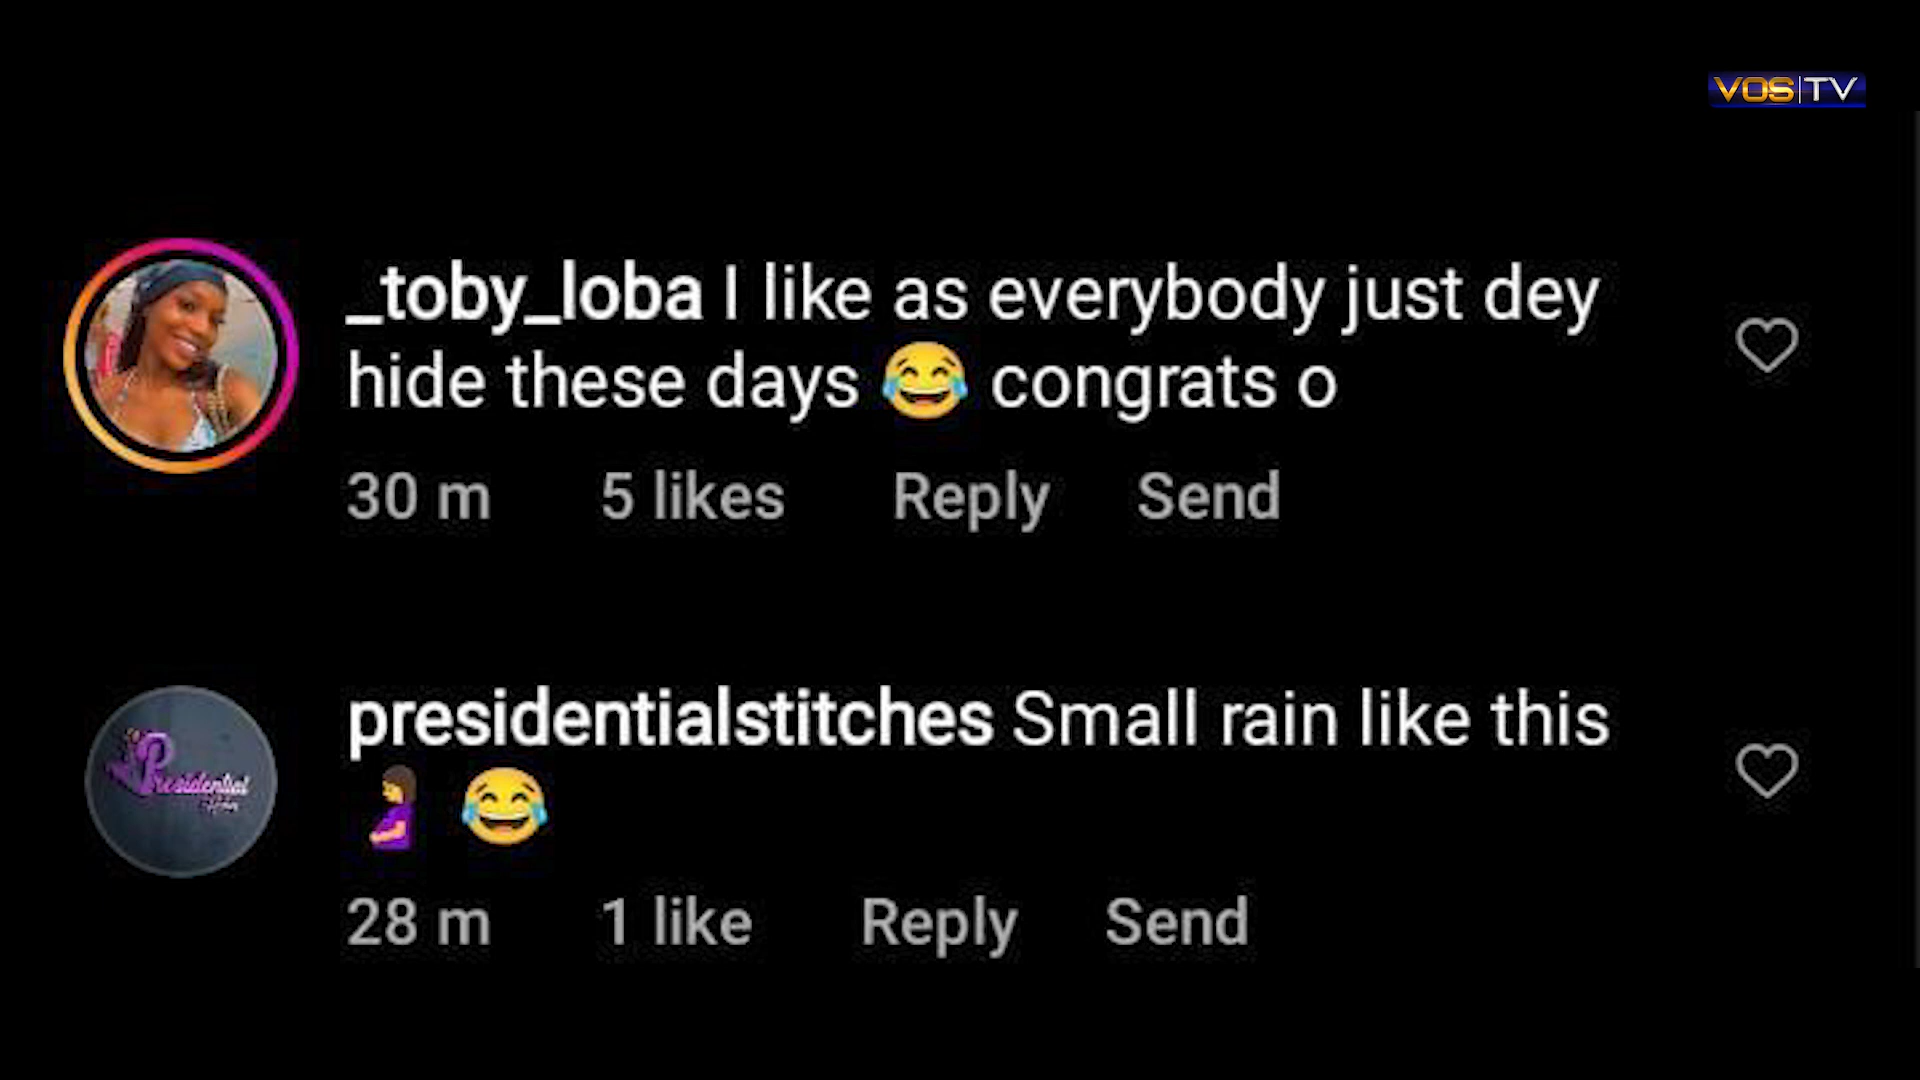 VOS|TV
_toby_loba I like as everybody just dey
hide these days 😂 congrats o
30 m 5 likes Reply Send
presidentialstitches Small rain like this
🤰 😂
Presidential
28 m 1 like Reply Send